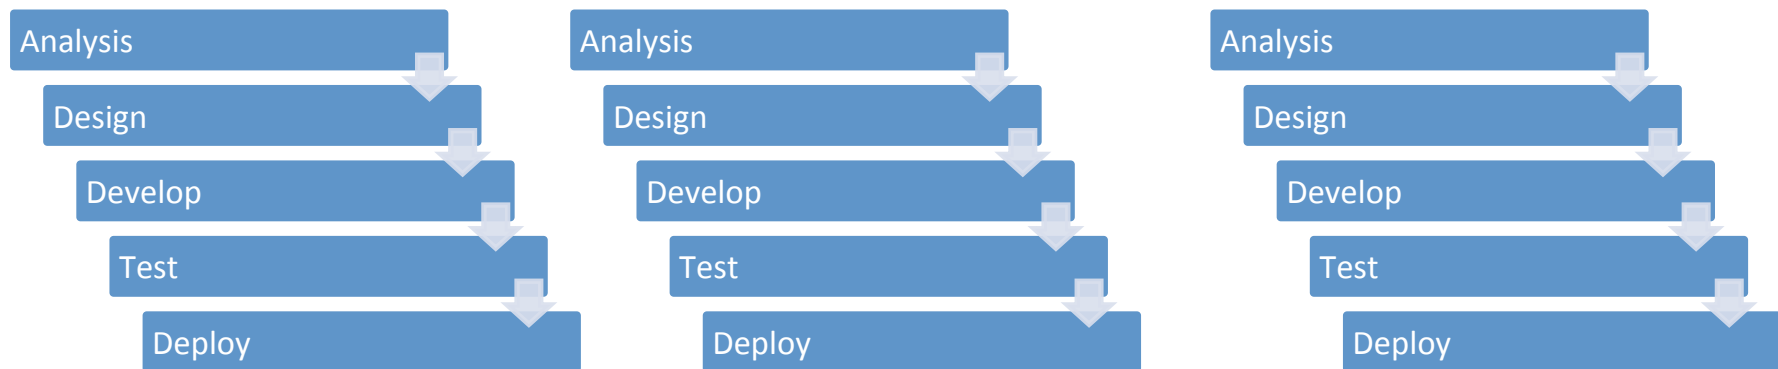 Analysis
Design
Develop
Test
Deploy
Analysis
Design
Develop
Test
Deploy
Analysis
Design
Develop
Test
Deploy